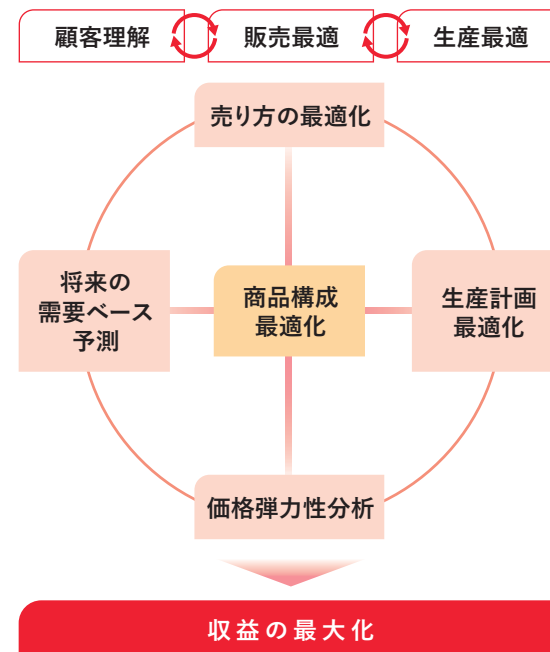 顧客理解
販売最適
生産最適
売り方の最適化
将来の
需要ベース
予測
商品構成
最適化
生産計画
最適化
価格弾力性分析
収益の最大化